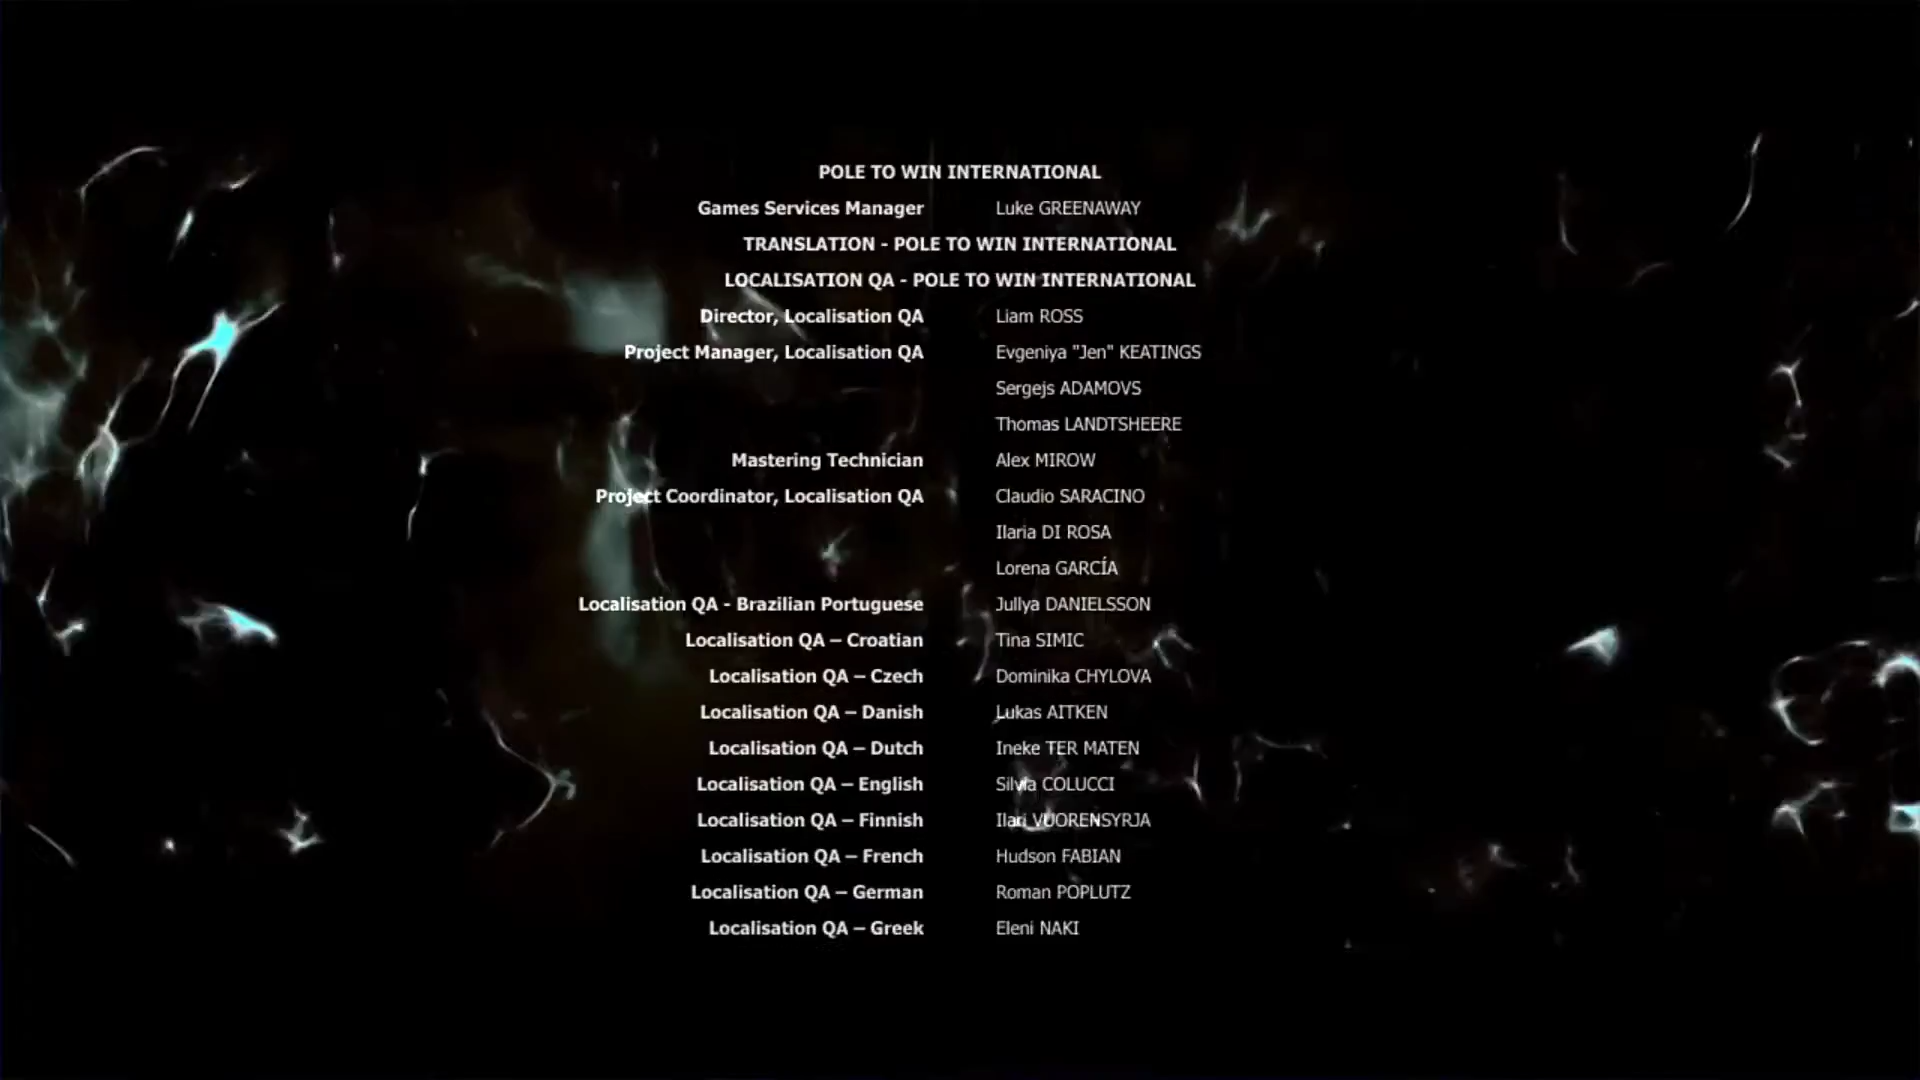 POLE TO WIN INTERNATIONAL
Games Services Manager Luke GREENAWAY
TRANSLATION - POLE TO WIN INTERNATIONAL
LOCALISATION QA - POLE TO WIN INTERNATIONAL
Director, Localisation QA Liam ROSS
Project Manager, Localisation QA Evgeniya "Jen" KEATINGS
Sergejs ADAMOVS
Thomas LANDTSHEERE
Mastering Technician Alex MIROW
Project Coordinator, Localisation QA Claudio SARACINO
Ilaria DI ROSA
Lorena GARCÍA
Localisation QA - Brazilian Portuguese Jullya DANIELSSON
Localisation QA – Croatian Tina SIMIC
Localisation QA – Czech Dominika CHYLOVA
Localisation QA – Danish Lukas AITKEN
Localisation QA – Dutch Ineke TER MATEN
Localisation QA – English Silvia COLUCCI
Localisation QA – Finnish Ilari VUORENSYRJA
Localisation QA – French Hudson FABIAN
Localisation QA – German Roman POPLUTZ
Localisation QA – Greek Eleni NAKI